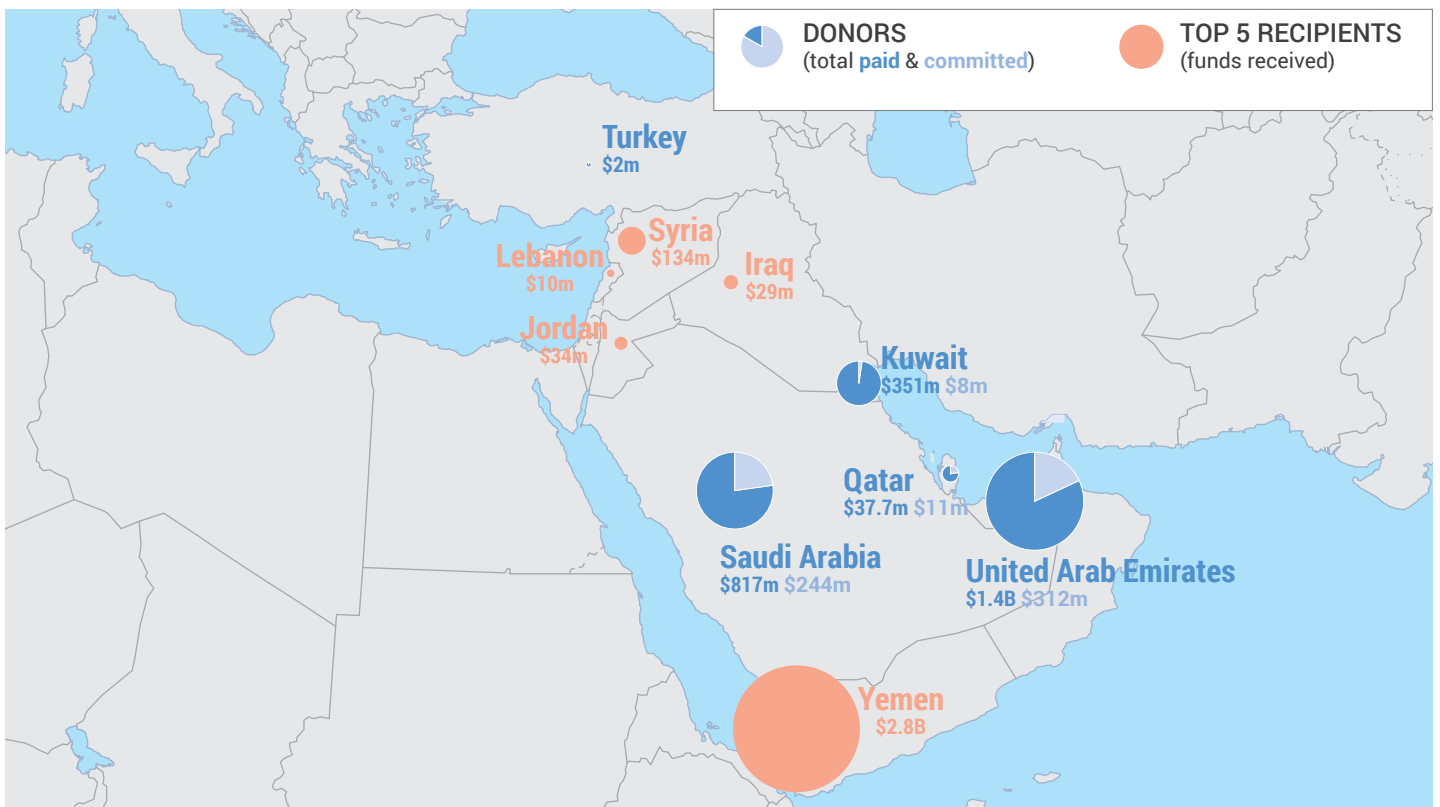 DONORS
(total paid & committed)
TOP 5 RECIPIENTS
(funds received)
Turkey
$2m
Syria
$134m
Lebanon
$10m
Iraq
$29m
Jordan
$34m
Kuwait
$351m $8m
Qatar
$37.7m $11m
Saudi Arabia
$817m $244m
United Arab Emirates
$1.4B $312m
Yemen
$2.8B